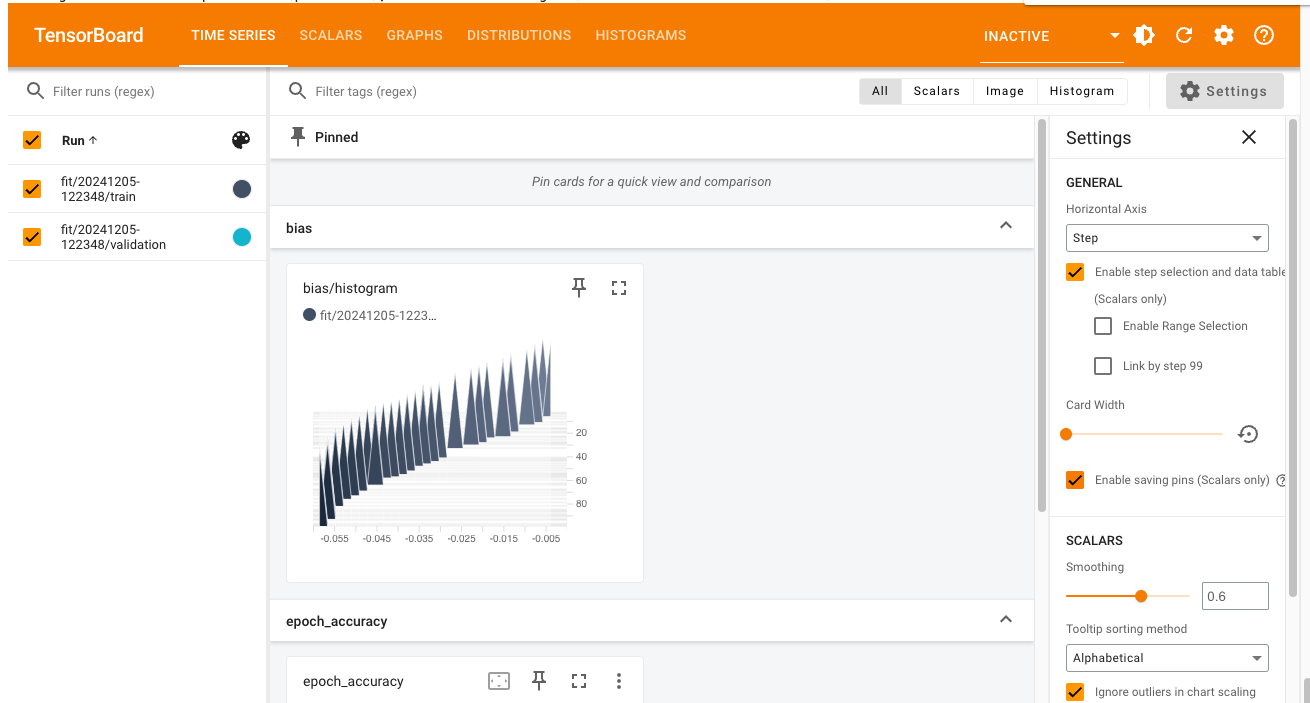 TensorBoard
TIME SERIES
SCALARS
GRAPHS
DISTRIBUTIONS
HISTOGRAMS
INACTIVE
Filter runs (regex)
Filter tags (regex)
All
Scalars
Image
Histogram
Settings
Run
fit/20241205-
122348/train
fit/20241205-
122348/validation
Pinned
Pin cards for a quick view and comparison
bias
bias/histogram
fit/20241205-1223...
20
40
60
80
-0.055 -0.045 -0.035 -0.025 -0.015 -0.005
epoch_accuracy
epoch_accuracy
Settings
GENERAL
Horizontal Axis
Step
Enable step selection and data table
(Scalars only)
Enable Range Selection
Link by step 99
Card Width
Enable saving pins (Scalars only)
SCALARS
Smoothing
0.6
Tooltip sorting method
Alphabetical
Ignore outliers in chart scaling